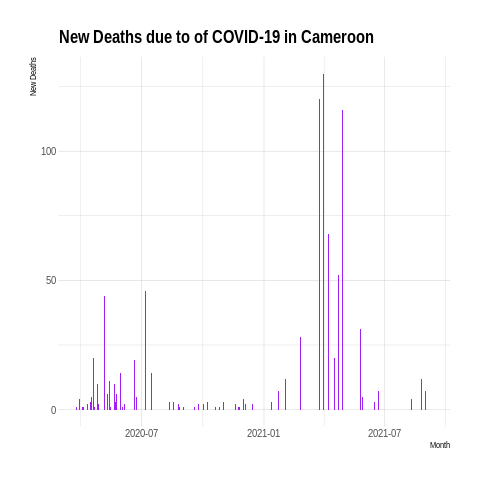 New Deaths due to of COVID-19 in Cameroon
New Deaths
100
50
0
2020-07
2021-01
2021-07
Month